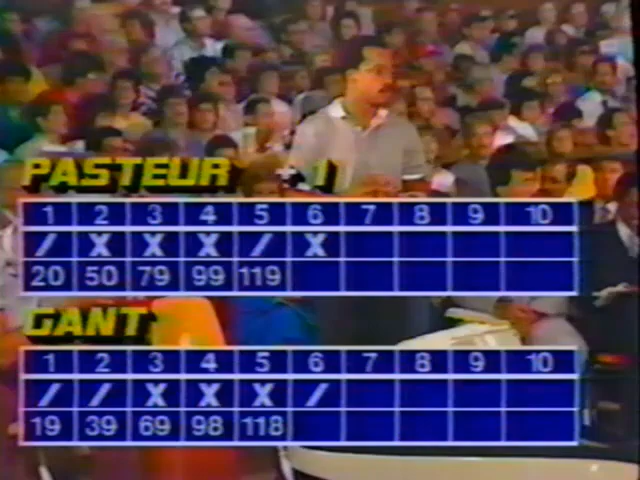 PASTEUR + 11
1 2 3 4 5 6 7 8 9 10
/ X X X / X
20 50 79 99 119
GANT
1 2 3 4 5 6 7 8 9 10
/ / X X X /
19 39 69 98 118